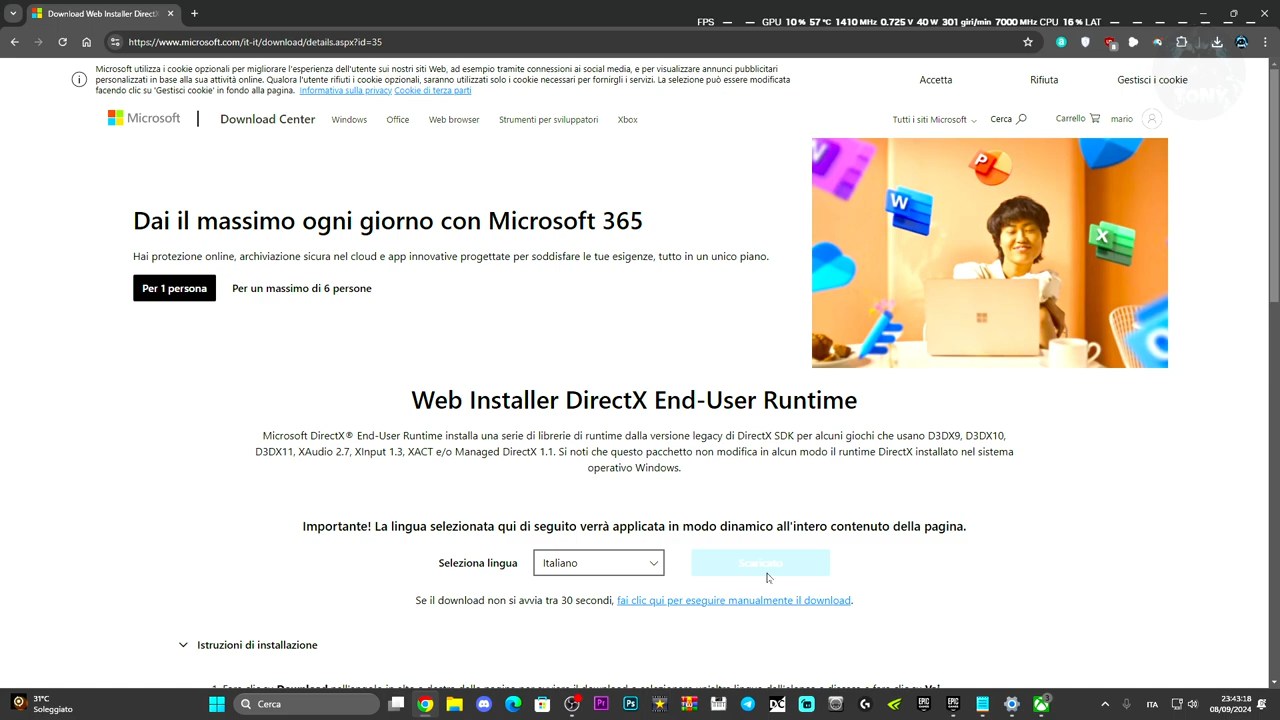 Download Web Installer DirectX
FPS — — GPU 10 % 57 °C 1410 MHz 0.725 V 40 W 301 giri/min 7000 MHz CPU 16 % LAT — — — — — —
https://www.microsoft.com/it-it/download/details.aspx?id=35
Microsoft utilizza i cookie opzionali per migliorare l'esperienza dell'utente sui nostri siti Web, ad esempio tramite connessioni ai social media, e per visualizzare annunci pubblicitari
personalizzati in base alla sua attività online. Qualora l'utente rifiuti i cookie opzionali, saranno utilizzati solo i cookie necessari per fornirgli i servizi. La selezione può essere modificata
facendo clic su 'Gestisci cookie' in fondo alla pagina. Informativa sulla privacy Cookie di terza parti
Accetta
Rifiuta
Gestisci i cookie
TONY
Microsoft
Download Center
Windows
Office
Web browser
Strumenti per sviluppatori
Xbox
Tutti i siti Microsoft
Cerca
Carrello
mario
Dai il massimo ogni giorno con Microsoft 365
Hai protezione online, archiviazione sicura nel cloud e app innovative progettate per soddisfare le tue esigenze, tutto in un unico piano.
Per 1 persona
Per un massimo di 6 persone
W
P
X
Web Installer DirectX End-User Runtime
Microsoft DirectX® End-User Runtime installa una serie di librerie di runtime dalla versione legacy di DirectX SDK per alcuni giochi che usano D3DX9, D3DX10,
D3DX11, XAudio 2.7, XInput 1.3, XACT e/o Managed DirectX 1.1. Si noti che questo pacchetto non modifica in alcun modo il runtime DirectX installato nel sistema
operativo Windows.
Importante! La lingua selezionata qui di seguito verrà applicata in modo dinamico all'intero contenuto della pagina.
Seleziona lingua
Italiano
Scaricato
Se il download non si avvia tra 30 secondi, fai clic qui per eseguire manualmente il download.
Istruzioni di installazione
31°C
Soleggiato
Cerca
Pr
Ps
DC
EPIC
EPIC
3
ITA
23:43:18
08/09/2024